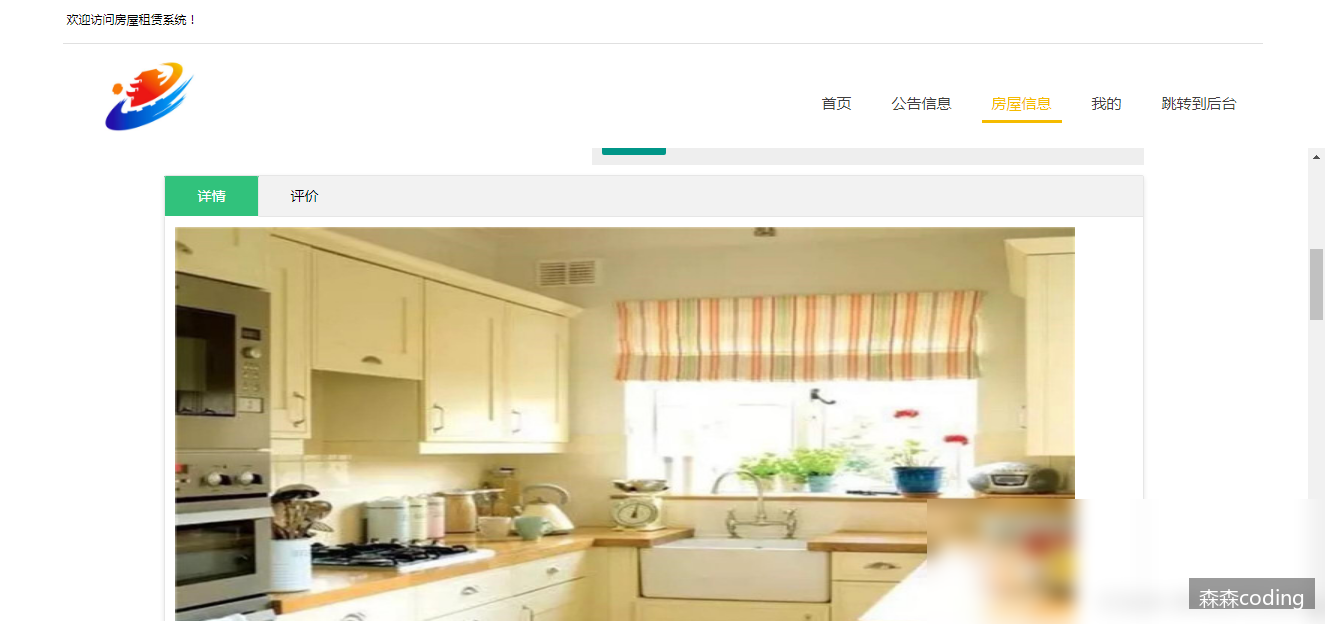 欢迎访问房屋租赁系统！
首页 公告信息 房屋信息 我的 跳转到后台
详情 评价
森森coding